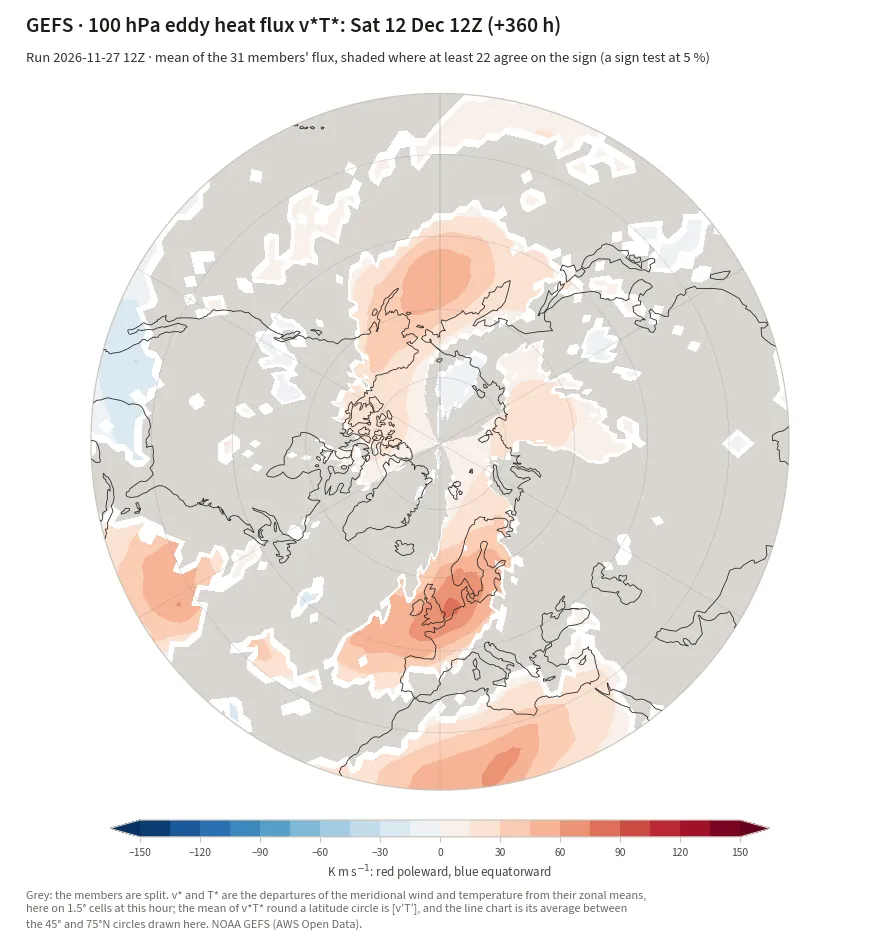 GEFS · 100 hPa eddy heat flux v*T*: Sat 12 Dec 12Z (+360 h)
Run 2026-11-27 12Z · mean of the 31 members' flux, shaded where at least 22 agree on the sign (a sign test at 5 %)
−150 −120 −90 −60 −30 0 30 60 90 120 150
K m s⁻¹: red poleward, blue equatorward
Grey: the members are split. v* and T* are the departures of the meridional wind and temperature from their zonal means,
here on 1.5° cells at this hour; the mean of v*T* round a latitude circle is [v'T'], and the line chart is its average between
the 45° and 75°N circles drawn here. NOAA GEFS (AWS Open Data).